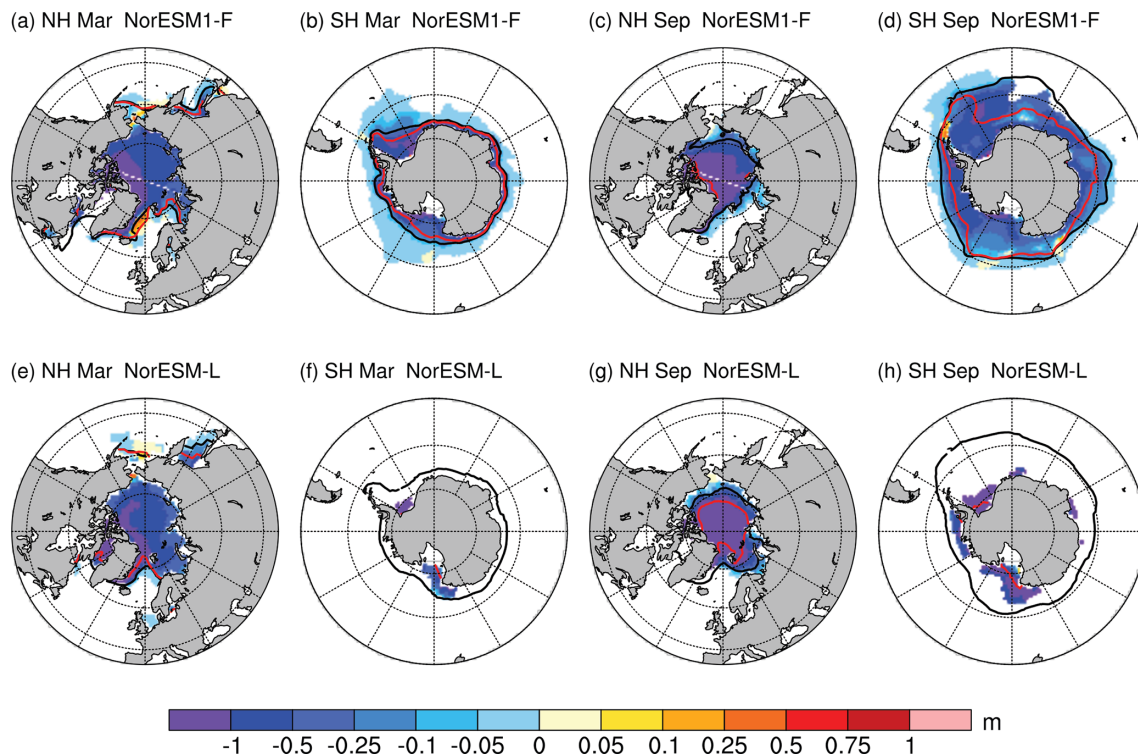 (a) NH Mar NorESM1-F
(b) SH Mar NorESM1-F
(c) NH Sep NorESM1-F
(d) SH Sep NorESM1-F
(e) NH Mar NorESM-L
(f) SH Mar NorESM-L
(g) NH Sep NorESM-L
(h) SH Sep NorESM-L
m
-1 -0.5 -0.25 -0.1 -0.05 0 0.05 0.1 0.25 0.5 0.75 1